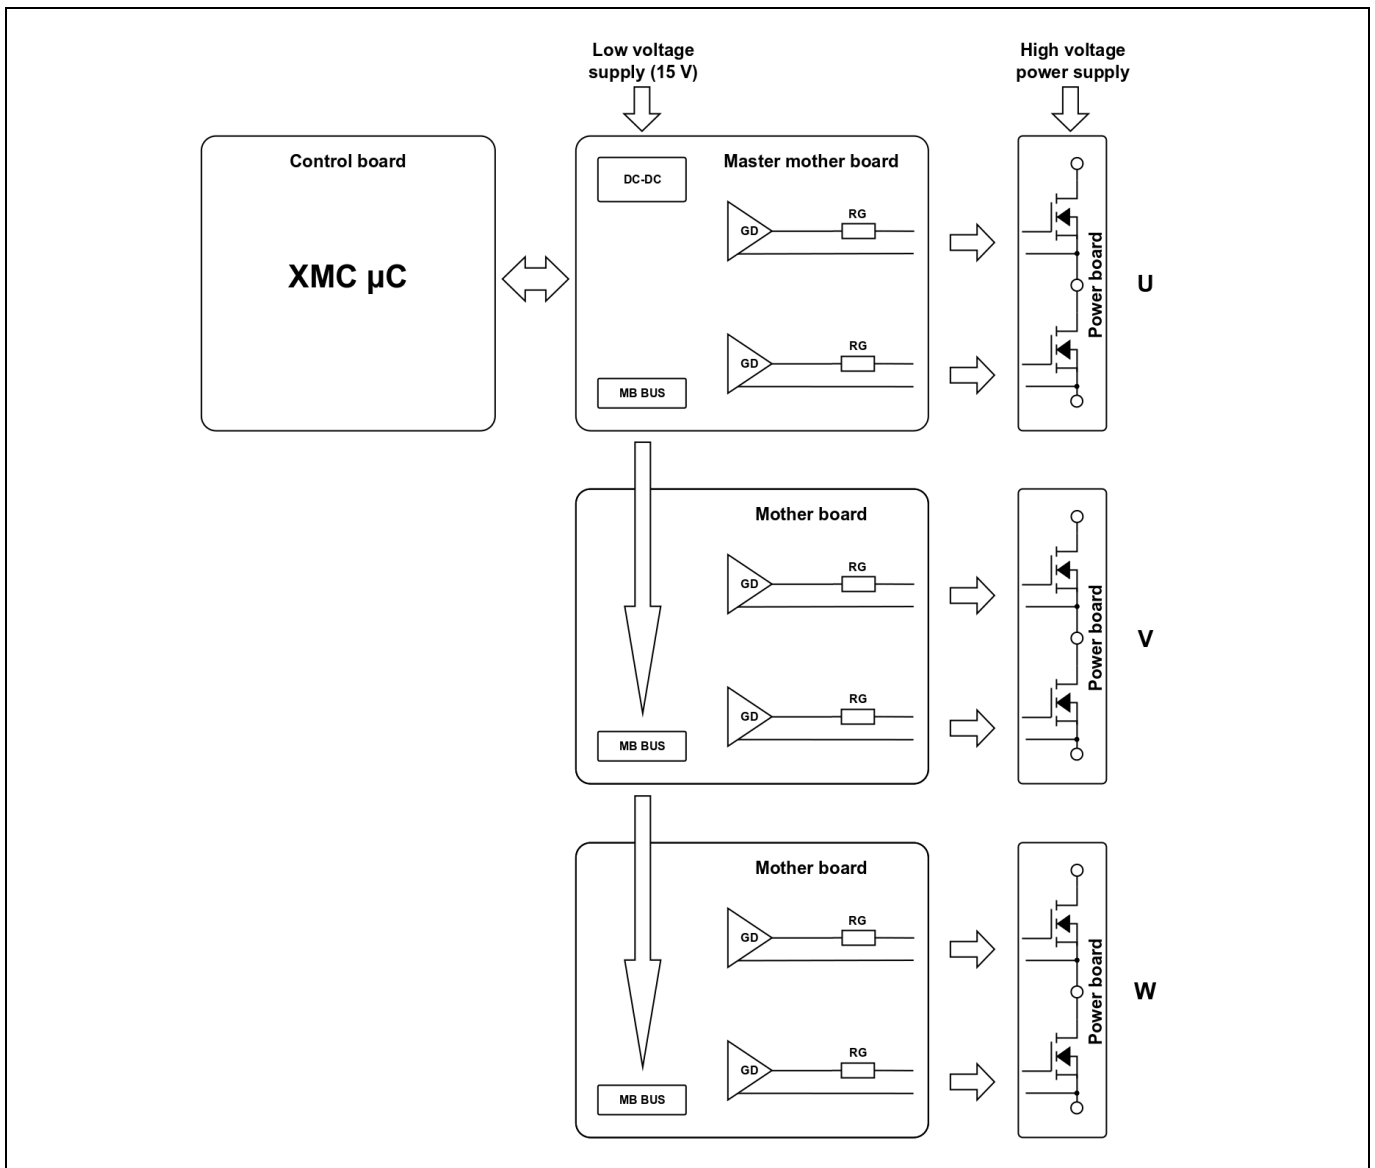 Low voltage
supply (15 V)
High voltage
power supply
Control board
XMC µC
Master mother board
DC-DC
GD
RG
GD
RG
MB BUS
Power board
U
Mother board
GD
RG
GD
RG
MB BUS
Power board
V
Mother board
GD
RG
GD
RG
MB BUS
Power board
W